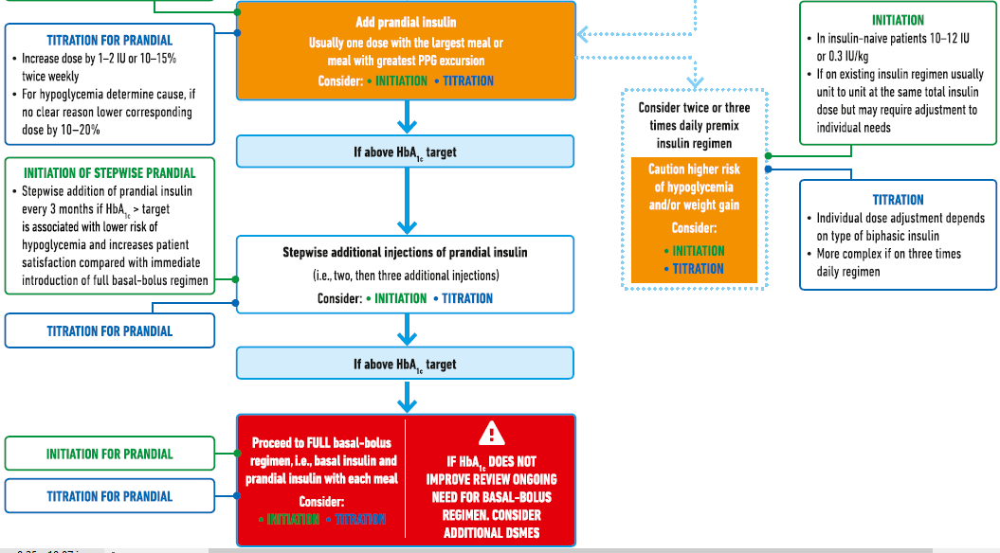 Add prandial insulin
Usually one dose with the largest meal or
meal with greatest PPG excursion
Consider: • INITIATION • TITRATION
TITRATION FOR PRANDIAL
• Increase dose by 1–2 IU or 10–15%
twice weekly
• For hypoglycemia determine cause, if
no clear reason lower corresponding
dose by 10–20%
If above HbA1c target
INITIATION OF STEPWISE PRANDIAL
• Stepwise addition of prandial insulin
every 3 months if HbA1c > target
is associated with lower risk of
hypoglycemia and increases patient
satisfaction compared with immediate
introduction of full basal-bolus regimen
Stepwise additional injections of prandial insulin
(i.e., two, then three additional injections)
Consider: • INITIATION • TITRATION
TITRATION FOR PRANDIAL
If above HbA1c target
INITIATION FOR PRANDIAL
TITRATION FOR PRANDIAL
Proceed to FULL basal-bolus
regimen, i.e., basal insulin and
prandial insulin with each meal
Consider:
• INITIATION • TITRATION
IF HbA1c DOES NOT
IMPROVE REVIEW ONGOING
NEED FOR BASAL-BOLUS
REGIMEN. CONSIDER
ADDITIONAL DSMES
Consider twice or three
times daily premix
insulin regimen
Caution higher risk
of hypoglycemia
and/or weight gain
Consider:
• INITIATION
• TITRATION
INITIATION
• In insulin-naive patients 10–12 IU
or 0.3 IU/kg
• If on existing insulin regimen usually
unit to unit at the same total insulin
dose but may require adjustment to
individual needs
TITRATION
• Individual dose adjustment depends
on type of biphasic insulin
• More complex if on three times
daily regimen